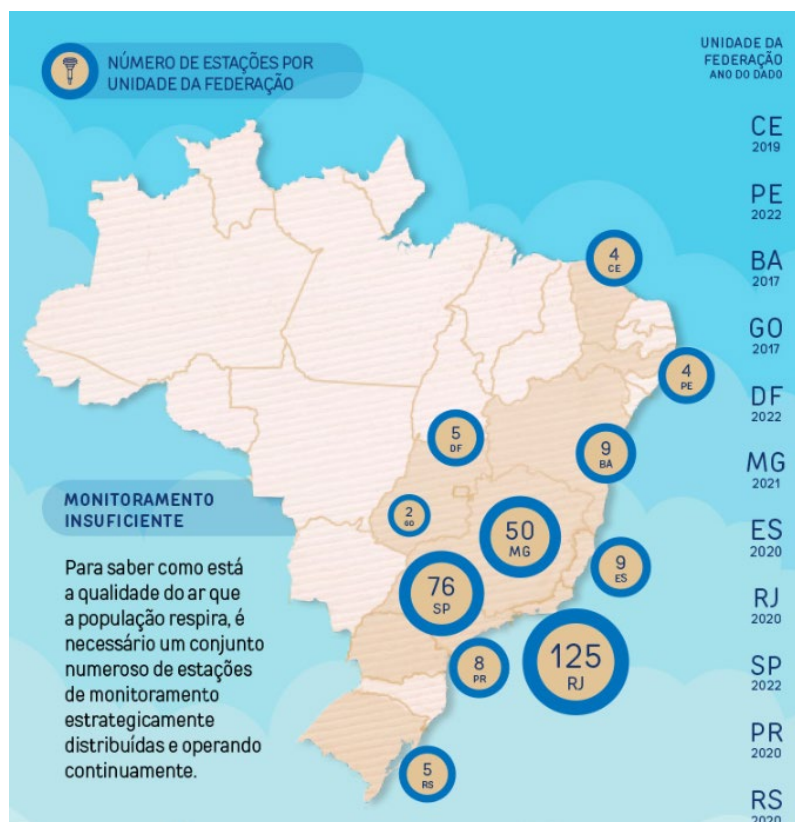 NÚMERO DE ESTAÇÕES POR
UNIDADE DA FEDERAÇÃO
UNIDADE DA
FEDERAÇÃO
ANO DO DADO
CE
2019
PE
2022
BA
2017
GO
2017
DF
2022
MG
2021
ES
2020
RJ
2020
SP
2022
PR
2020
RS
2020
4
CE
4
PE
5
DF
9
BA
2
GO
50
MG
9
ES
76
SP
125
RJ
8
PR
5
RS
MONITORAMENTO
INSUFICIENTE
Para saber como está
a qualidade do ar que
a população respira, é
necessário um conjunto
numeroso de estações
de monitoramento
estrategicamente
distribuídas e operando
continuamente.